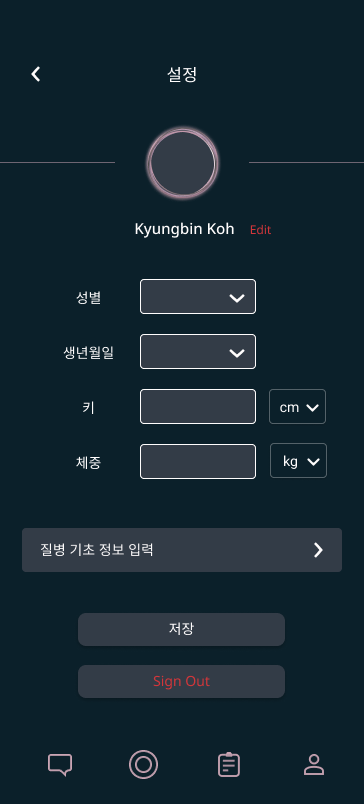 설정
Kyungbin Koh Edit
성별
생년월일
키 cm
체중 kg
질병 기초 정보 입력
저장
Sign Out